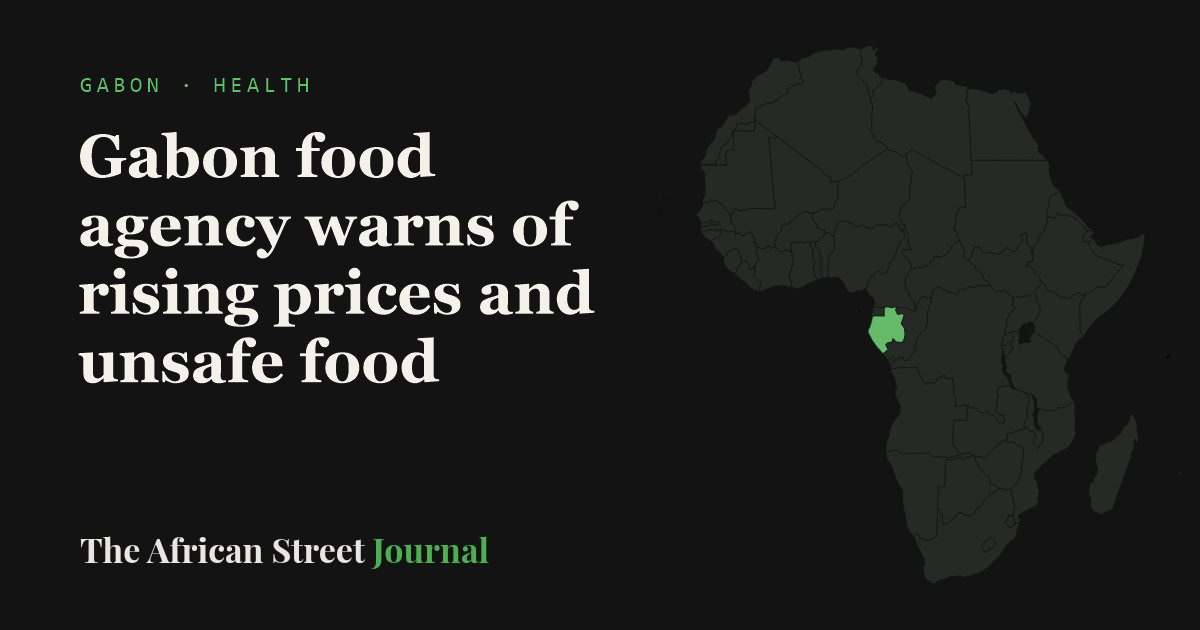 GABON · HEALTH
Gabon food
agency warns of
rising prices and
unsafe food
The African Street Journal